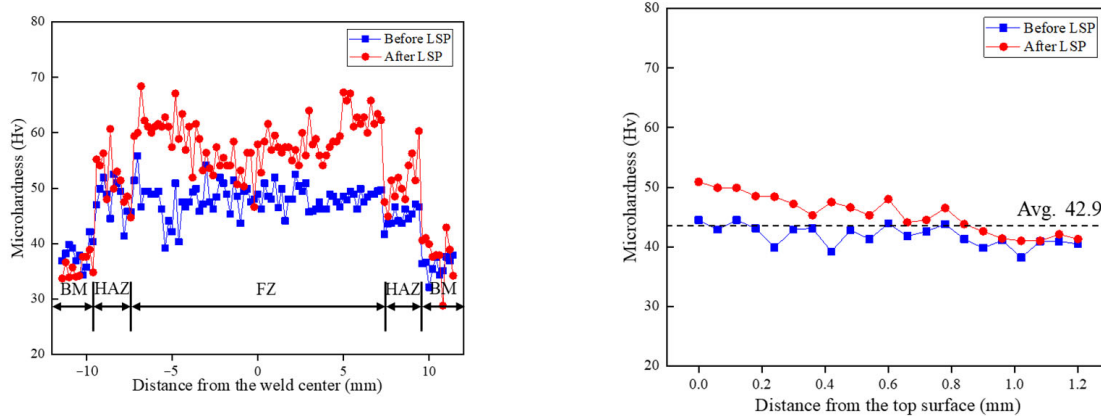 80
70
60
50
40
30
20
Microhardness (Hv)
Before LSP
After LSP
BM HAZ FZ HAZ BM
−10 −5 0 5 10
Distance from the weld center (mm)
80
70
60
50
40
30
20
Microhardness (Hv)
Before LSP
After LSP
Avg. 42.9
0.0 0.2 0.4 0.6 0.8 1.0 1.2
Distance from the top surface (mm)